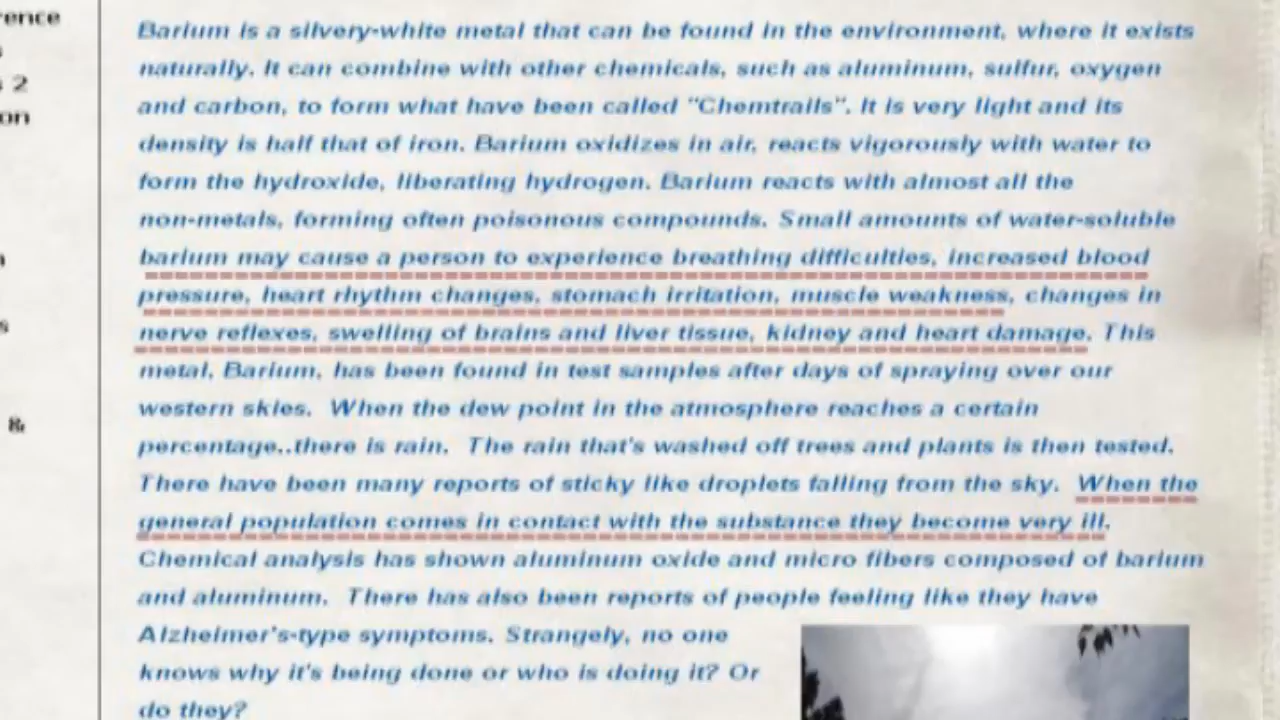 rence
s
s 2
on
s
&
Barium is a silvery-white metal that can be found in the environment, where it exists
naturally. It can combine with other chemicals, such as aluminum, sulfur, oxygen
and carbon, to form what have been called "Chemtrails". It is very light and its
density is half that of iron. Barium oxidizes in air, reacts vigorously with water to
form the hydroxide, liberating hydrogen. Barium reacts with almost all the
non-metals, forming often poisonous compounds. Small amounts of water-soluble
barium may cause a person to experience breathing difficulties, increased blood
pressure, heart rhythm changes, stomach irritation, muscle weakness, changes in
nerve reflexes, swelling of brains and liver tissue, kidney and heart damage. This
metal, Barium, has been found in test samples after days of spraying over our
western skies. When the dew point in the atmosphere reaches a certain
percentage..there is rain. The rain that's washed off trees and plants is then tested.
There have been many reports of sticky like droplets falling from the sky. When the
general population comes in contact with the substance they become very ill.
Chemical analysis has shown aluminum oxide and micro fibers composed of barium
and aluminum. There has also been reports of people feeling like they have
Alzheimer's-type symptoms. Strangely, no one
knows why it's being done or who is doing it? Or
do they?